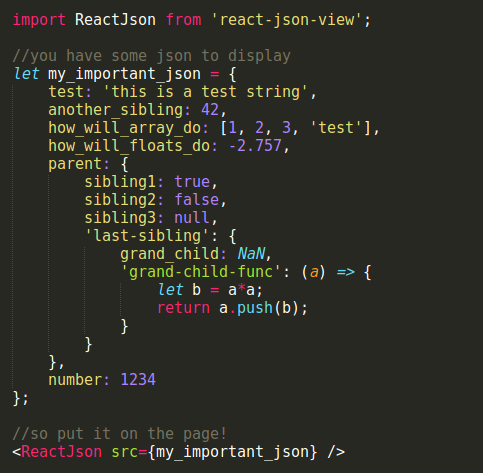 import ReactJson from 'react-json-view';

//you have some json to display
let my_important_json = {
    test: 'this is a test string',
    another_sibling: 42,
    how_will_array_do: [1, 2, 3, 'test'],
    how_will_floats_do: -2.757,
    parent: {
        sibling1: true,
        sibling2: false,
        sibling3: null,
        'last-sibling': {
            grand_child: NaN,
            'grand-child-func': (a) => {
                let b = a*a;
                return a.push(b);
            }
        }
    },
    number: 1234
};

//so put it on the page!
<ReactJson src={my_important_json} />